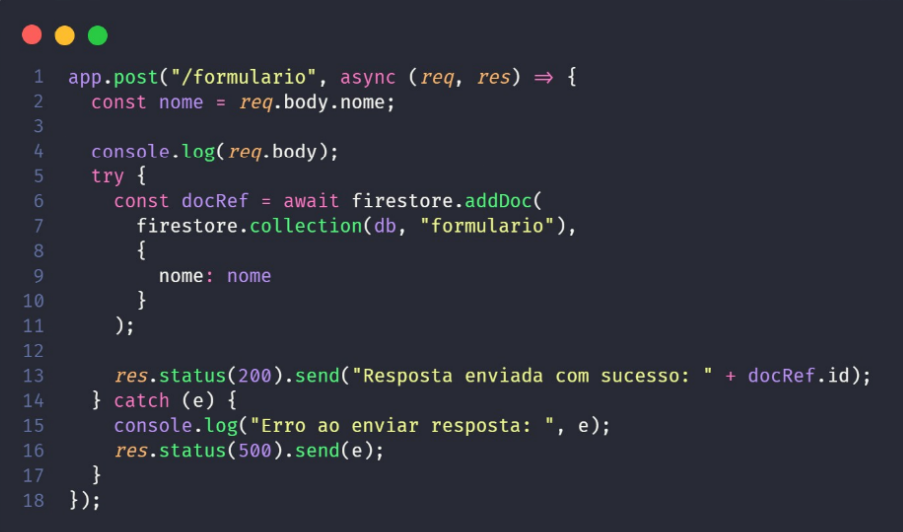 1 app.post("/formulario", async (req, res) => {
2   const nome = req.body.nome;
3
4   console.log(req.body);
5   try {
6     const docRef = await firestore.addDoc(
7       firestore.collection(db, "formulario"),
8       {
9         nome: nome
10       }
11     );
12
13     res.status(200).send("Resposta enviada com sucesso: " + docRef.id);
14   } catch (e) {
15     console.log("Erro ao enviar resposta: ", e);
16     res.status(500).send(e);
17   }
18 });